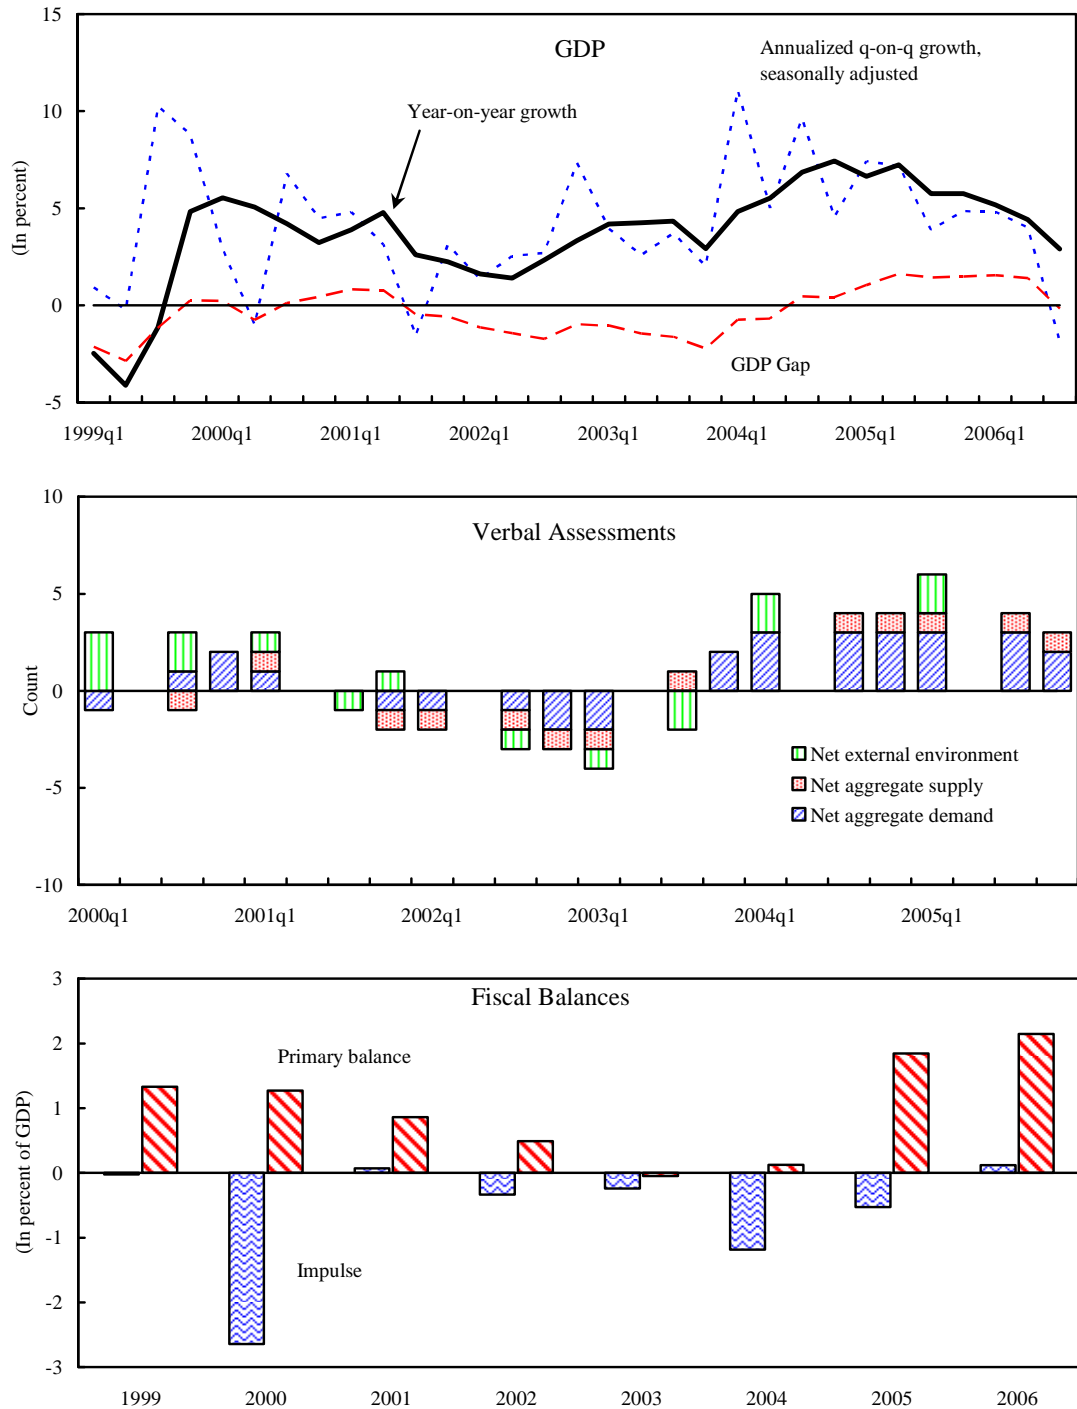 GDP
Annualized q-on-q growth,
seasonally adjusted
Year-on-year growth
GDP Gap
(In percent)
15
10
5
0
-5
1999q1 2000q1 2001q1 2002q1 2003q1 2004q1 2005q1 2006q1
Verbal Assessments
Count
10
5
0
-5
-10
Net external environment
Net aggregate supply
Net aggregate demand
2000q1 2001q1 2002q1 2003q1 2004q1 2005q1
Fiscal Balances
Primary balance
Impulse
(In percent of GDP)
3
2
1
0
-1
-2
-3
1999 2000 2001 2002 2003 2004 2005 2006